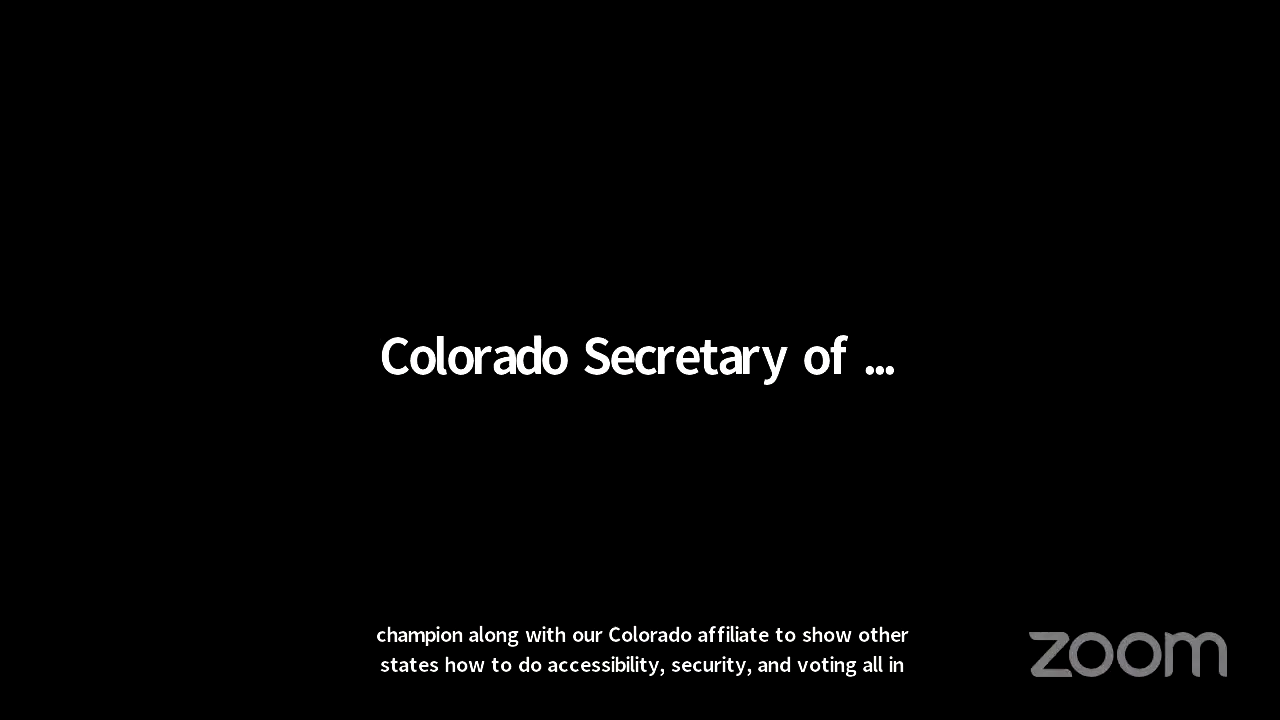 Colorado Secretary of ...
champion along with our Colorado affiliate to show other
states how to do accessibility, security, and voting all in
zoom